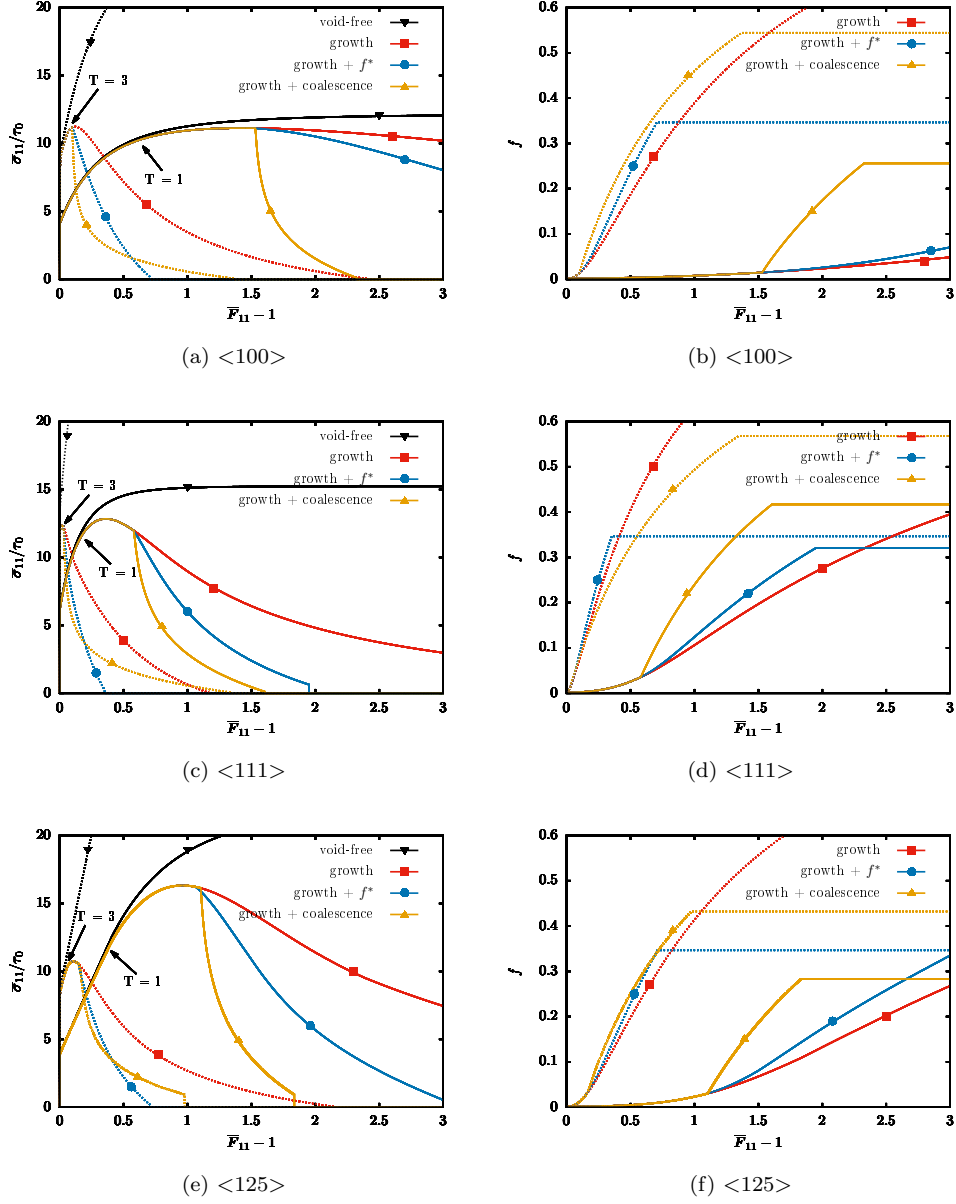 20
15
10
5
0
0
0.5
1
1.5
2
2.5
3
σ̅₁₁/τ₀
F̅₁₁ − 1
void-free
growth
growth + f*
growth + coalescence
T = 3
T = 1
(a) <100>
0.6
0.5
0.4
0.3
0.2
0.1
0
0
0.5
1
1.5
2
2.5
3
f
F̅₁₁ − 1
growth
growth + f*
growth + coalescence
(b) <100>
20
15
10
5
0
0
0.5
1
1.5
2
2.5
3
σ̅₁₁/τ₀
F̅₁₁ − 1
void-free
growth
growth + f*
growth + coalescence
T = 3
T = 1
(c) <111>
0.6
0.5
0.4
0.3
0.2
0.1
0
0
0.5
1
1.5
2
2.5
3
f
F̅₁₁ − 1
growth
growth + f*
growth + coalescence
(d) <111>
20
15
10
5
0
0
0.5
1
1.5
2
2.5
3
σ̅₁₁/τ₀
F̅₁₁ − 1
void-free
growth
growth + f*
growth + coalescence
T = 3
T = 1
(e) <125>
0.6
0.5
0.4
0.3
0.2
0.1
0
0
0.5
1
1.5
2
2.5
3
f
F̅₁₁ − 1
growth
growth + f*
growth + coalescence
(f) <125>